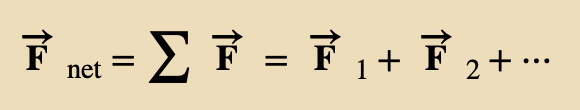 F⃗ net = ∑ F⃗ = F⃗ 1 + F⃗ 2 + ⋯